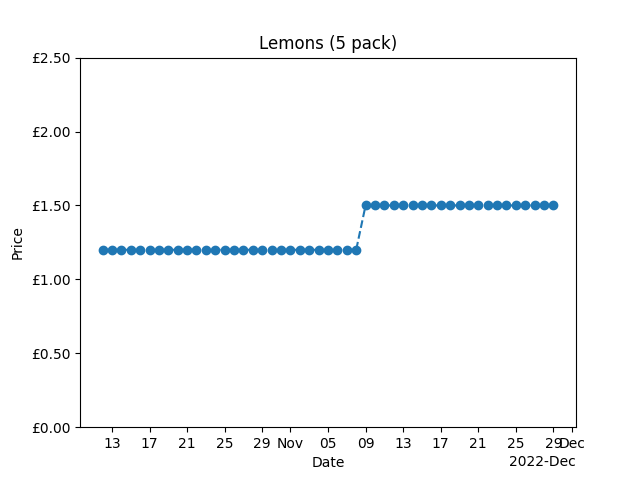 Lemons (5 pack)
£2.50
£2.00
£1.50
£1.00
£0.50
£0.00
Price
13 17 21 25 29 Nov 05 09 13 17 21 25 29 Dec
Date
2022-Dec